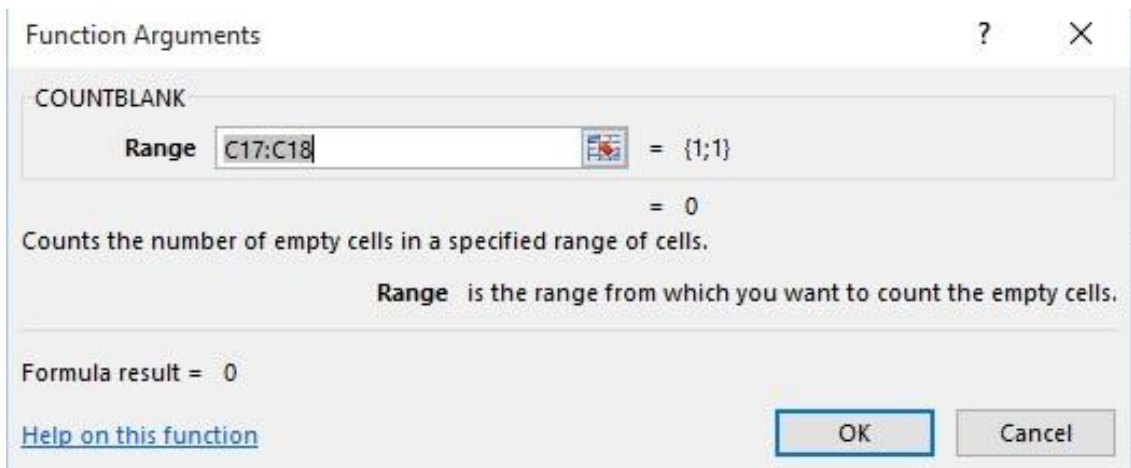 Function Arguments ? X
COUNTBLANK
Range C17:C18 = {1;1}
= 0
Counts the number of empty cells in a specified range of cells.
Range is the range from which you want to count the empty cells.
Formula result = 0
Help on this function OK Cancel